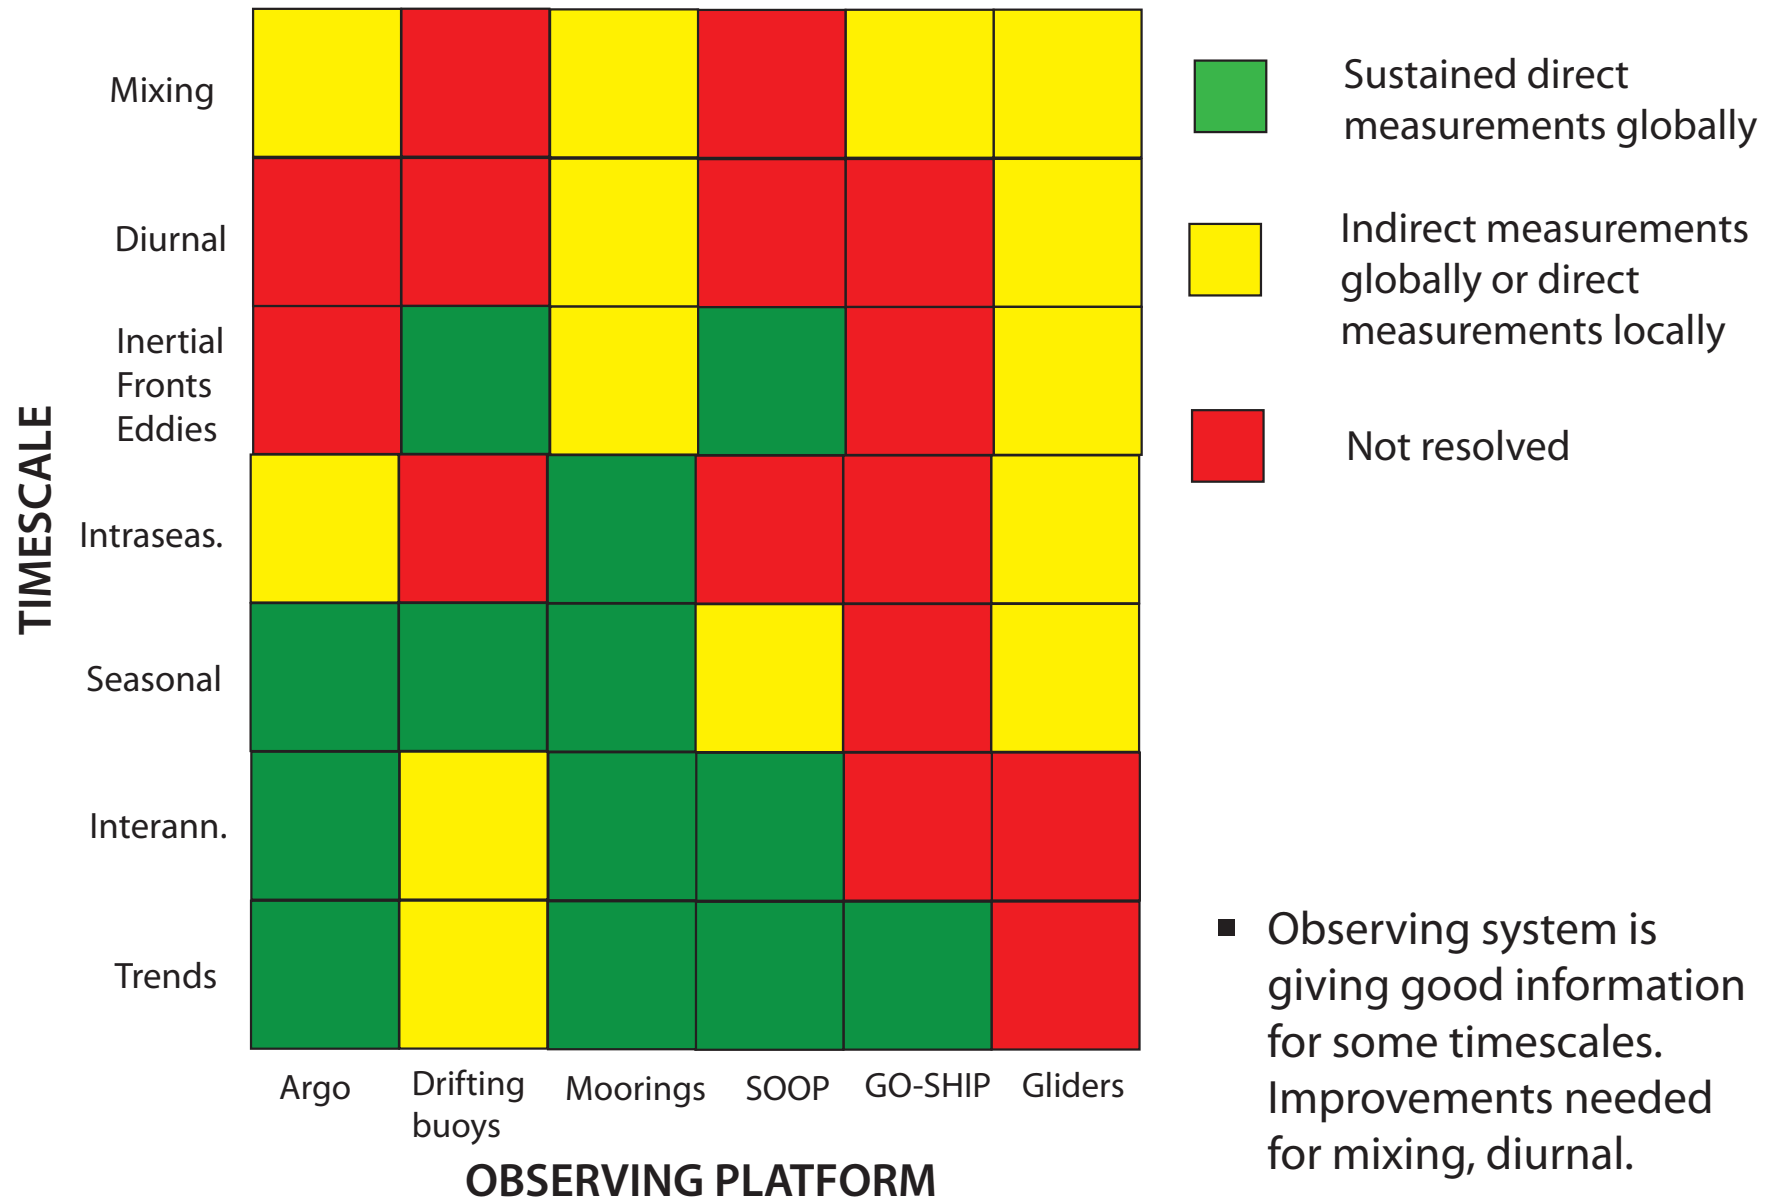 Mixing
Diurnal
Inertial
Fronts
Eddies
Intraseas.
Seasonal
Interann.
Trends
TIMESCALE
Argo
Drifting
buoys
Moorings
SOOP
GO-SHIP
Gliders
OBSERVING PLATFORM
Sustained direct
measurements globally
Indirect measurements
globally or direct
measurements locally
Not resolved
▪ Observing system is
giving good information
for some timescales.
Improvements needed
for mixing, diurnal.